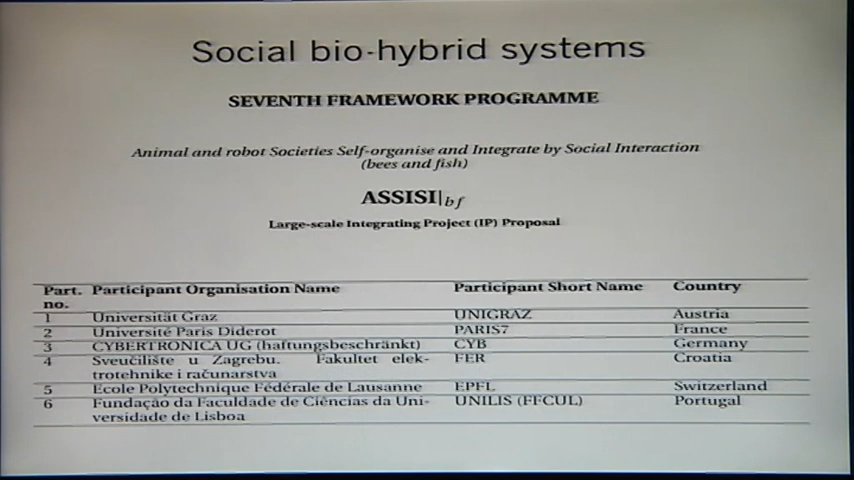 Social bio-hybrid systems
SEVENTH FRAMEWORK PROGRAMME
Animal and robot Societies Self-organise and Integrate by Social Interaction
(bees and fish)
ASSISI|bf
Large-scale Integrating Project (IP) Proposal
Part. Participant Organisation Name Participant Short Name Country
no.
1 Universität Graz UNIGRAZ Austria
2 Université Paris Diderot PARIS7 France
3 CYBERTRONICA UG (haftungsbeschränkt) CYB Germany
4 Sveučilište u Zagrebu. Fakultet elek- FER Croatia
trotehnike i računarstva
5 Ecole Polytechnique Fédérale de Lausanne EPFL Switzerland
6 Fundação da Faculdade de Ciências da Uni- UNILIS (FFCUL) Portugal
versidade de Lisboa